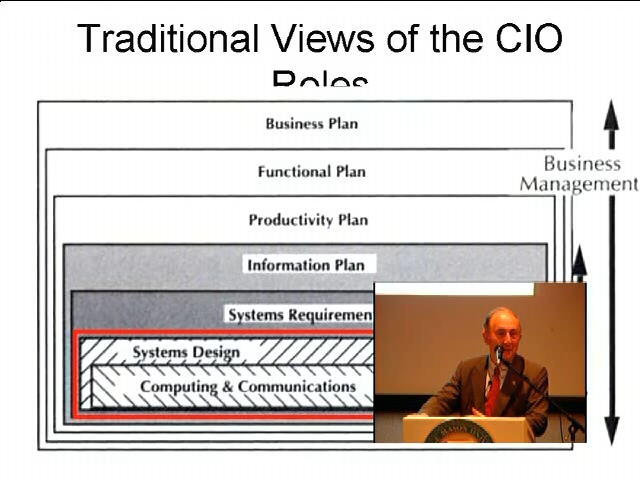 Traditional Views of the CIO
Roles
Business Plan
Functional Plan
Business
Management
Productivity Plan
Information Plan
Systems Requiremen
Systems Design
Computing & Communications